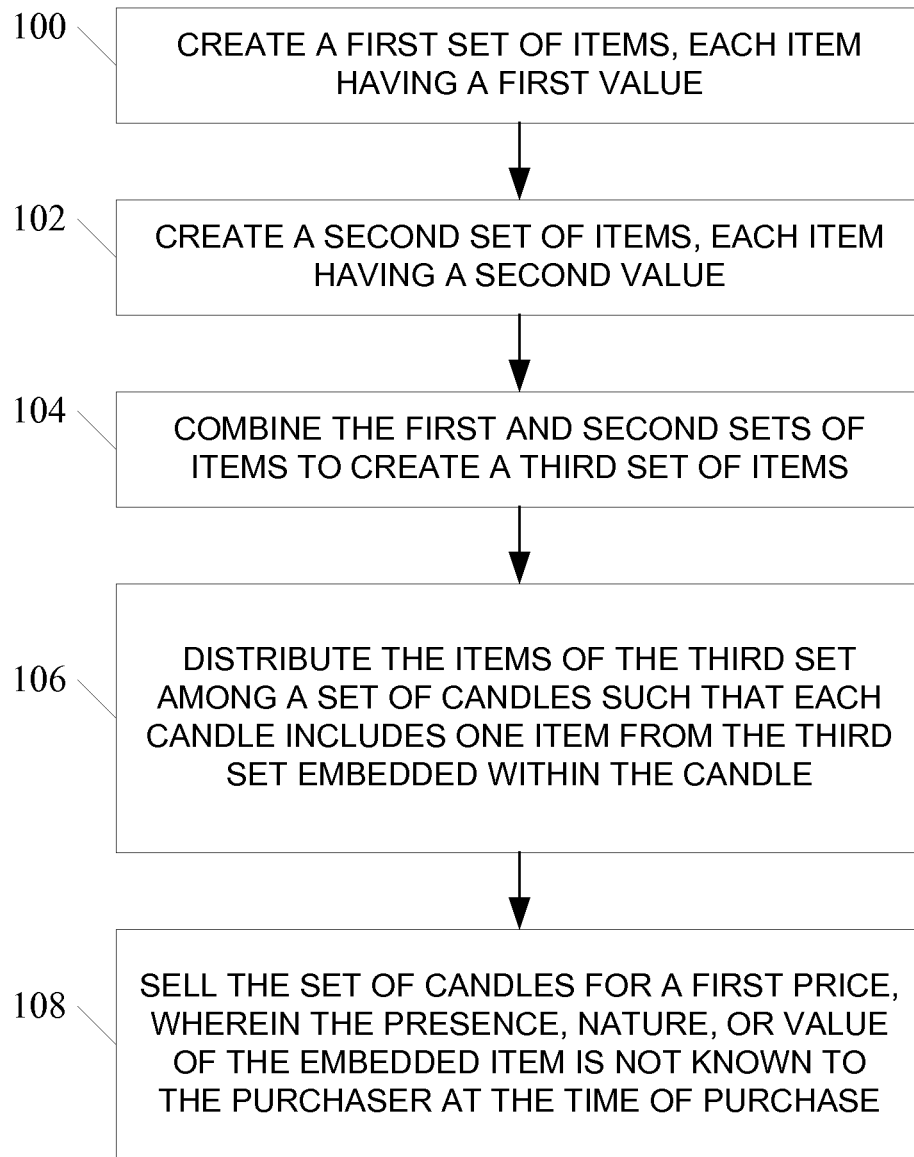 100
CREATE A FIRST SET OF ITEMS, EACH ITEM
HAVING A FIRST VALUE
102
CREATE A SECOND SET OF ITEMS, EACH ITEM
HAVING A SECOND VALUE
104
COMBINE THE FIRST AND SECOND SETS OF
ITEMS TO CREATE A THIRD SET OF ITEMS
106
DISTRIBUTE THE ITEMS OF THE THIRD SET
AMONG A SET OF CANDLES SUCH THAT EACH
CANDLE INCLUDES ONE ITEM FROM THE THIRD
SET EMBEDDED WITHIN THE CANDLE
108
SELL THE SET OF CANDLES FOR A FIRST PRICE,
WHEREIN THE PRESENCE, NATURE, OR VALUE
OF THE EMBEDDED ITEM IS NOT KNOWN TO
THE PURCHASER AT THE TIME OF PURCHASE